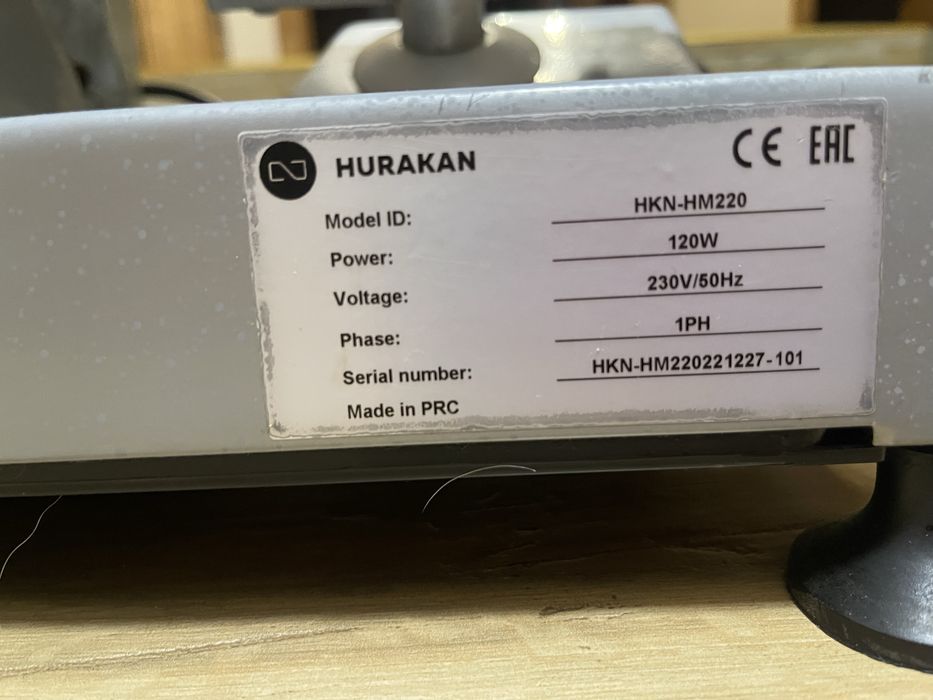 HURAKAN
CE EAC
Model ID: HKN-HM220
Power: 120W
Voltage: 230V/50Hz
Phase: 1PH
Serial number: HKN-HM220221227-101
Made in PRC